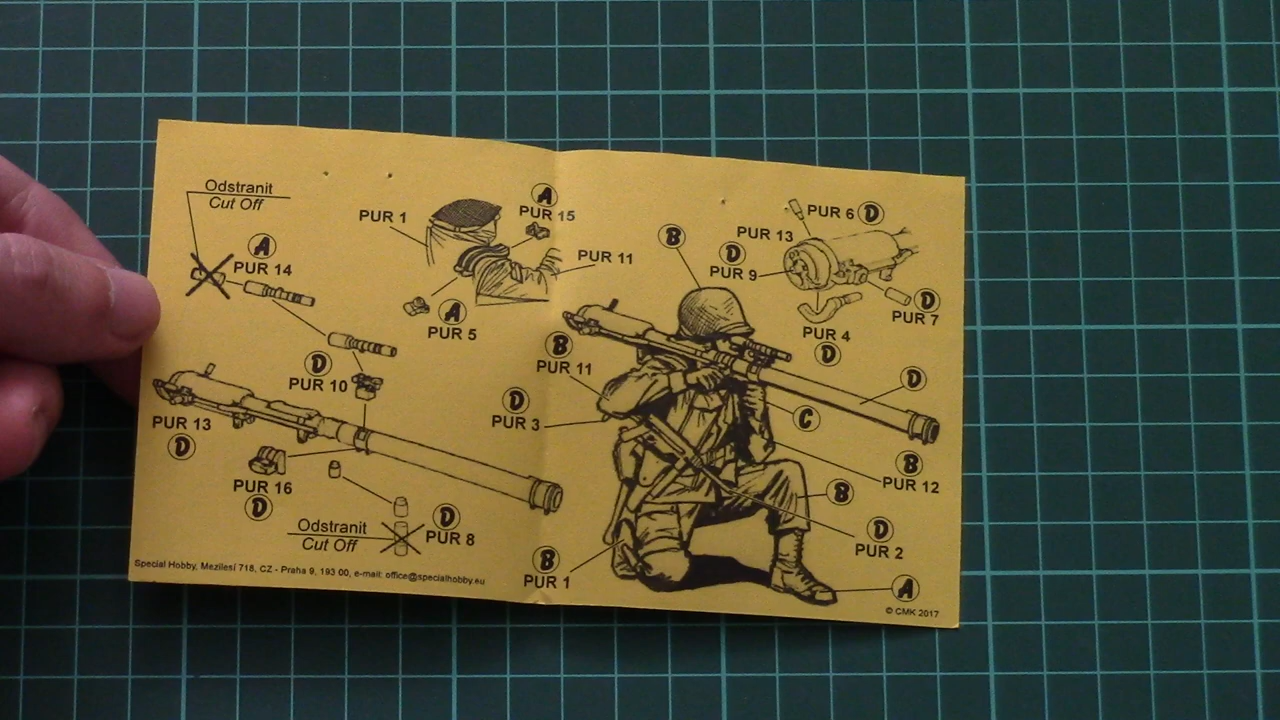 Odstranit
Cut Off
A
PUR 14
PUR 1
A
PUR 15
PUR 11
A
PUR 5
D
PUR 10
PUR 13
D
PUR 16
D
Odstranit
Cut Off
D
PUR 8
Special Hobby, Mezilesí 718, CZ - Praha 9, 193 00, e-mail: office@specialhobby.eu
PUR 6 D
PUR 13
D
PUR 9
D
PUR 7
PUR 4
D
B
B
PUR 11
D
PUR 3
D
C
B
PUR 12
B
D
PUR 2
B
PUR 1
A
© CMK 2017